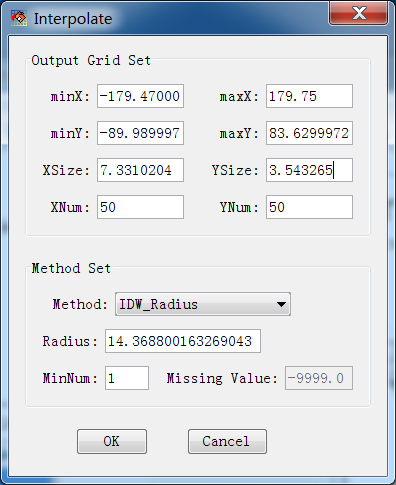 Interpolate
Output Grid Set
minX: -179.47000 maxX: 179.75
minY: -89.989997 maxY: 83.6299972
XSize: 7.3310204 YSize: 3.543265
XNum: 50 YNum: 50
Method Set
Method: IDW_Radius
Radius: 14.368800163269043
MinNum: 1 Missing Value: -9999.0
OK Cancel